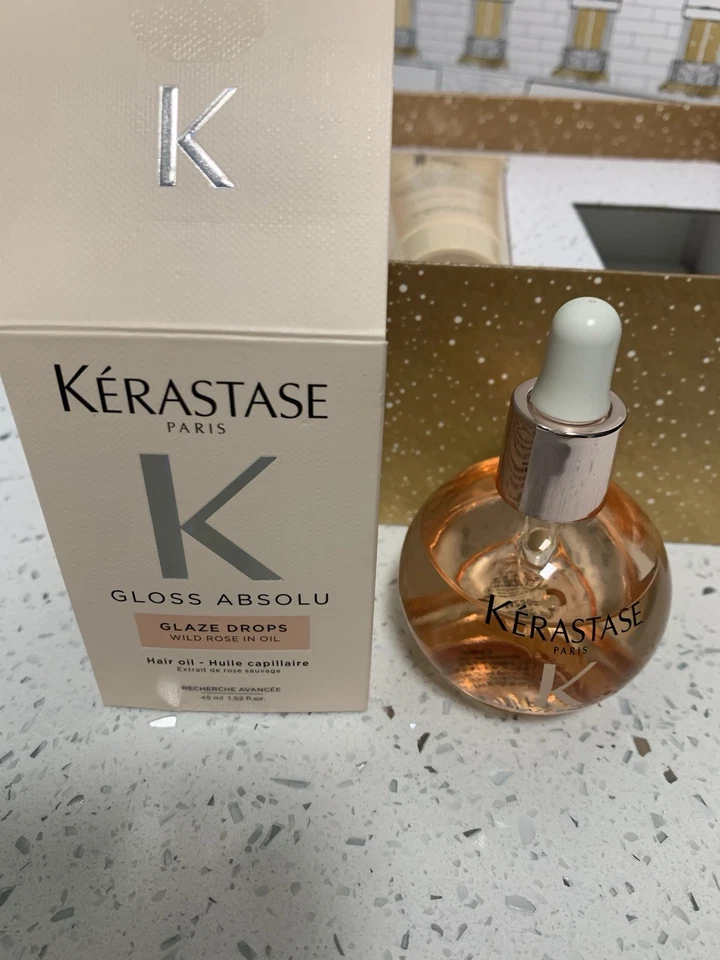 K
KÉRASTASE
PARIS
K
GLOSS ABSOLU
GLAZE DROPS
WILD ROSE IN OIL
Hair oil - Huile capillaire
Extrait de rose sauvage
RECHERCHE AVANCÉE
45 ml 1.52 fl.oz.
KÉRASTASE
PARIS
K